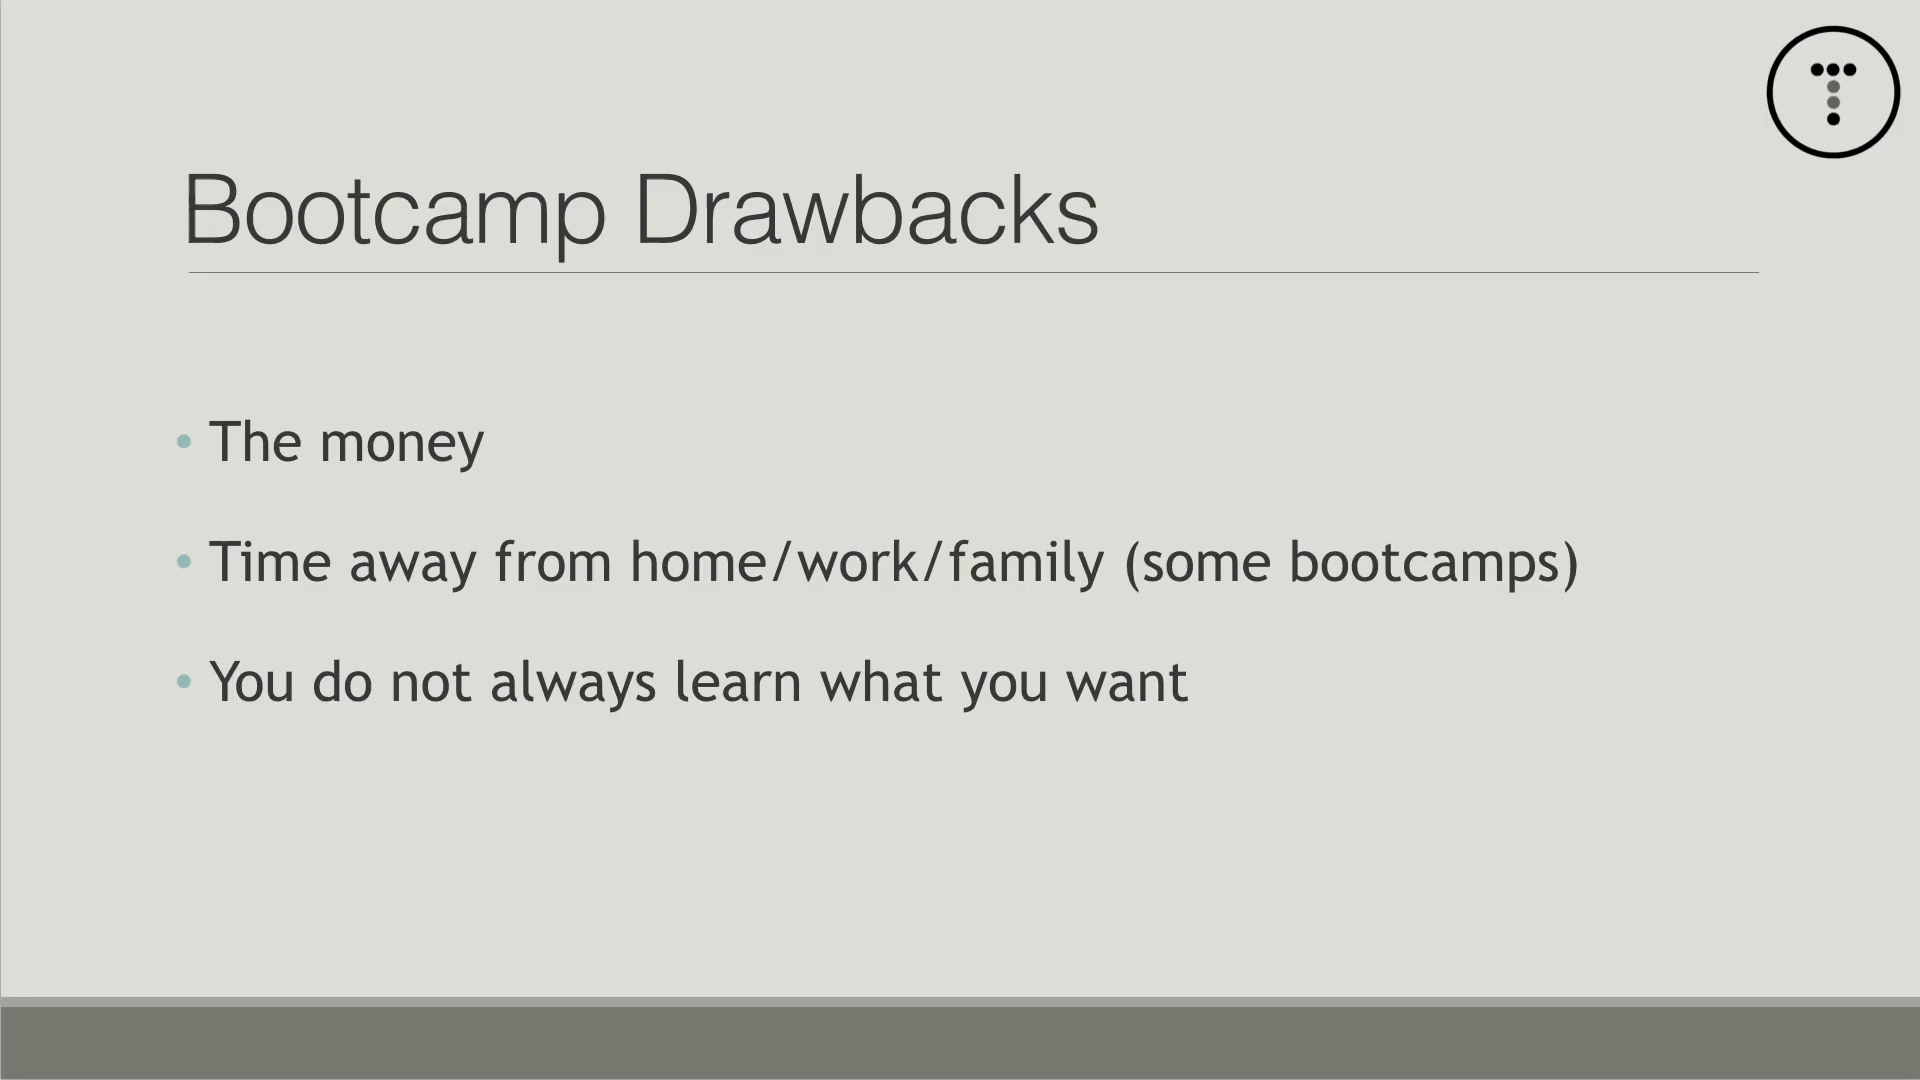 Bootcamp Drawbacks
• The money
• Time away from home/work/family (some bootcamps)
• You do not always learn what you want